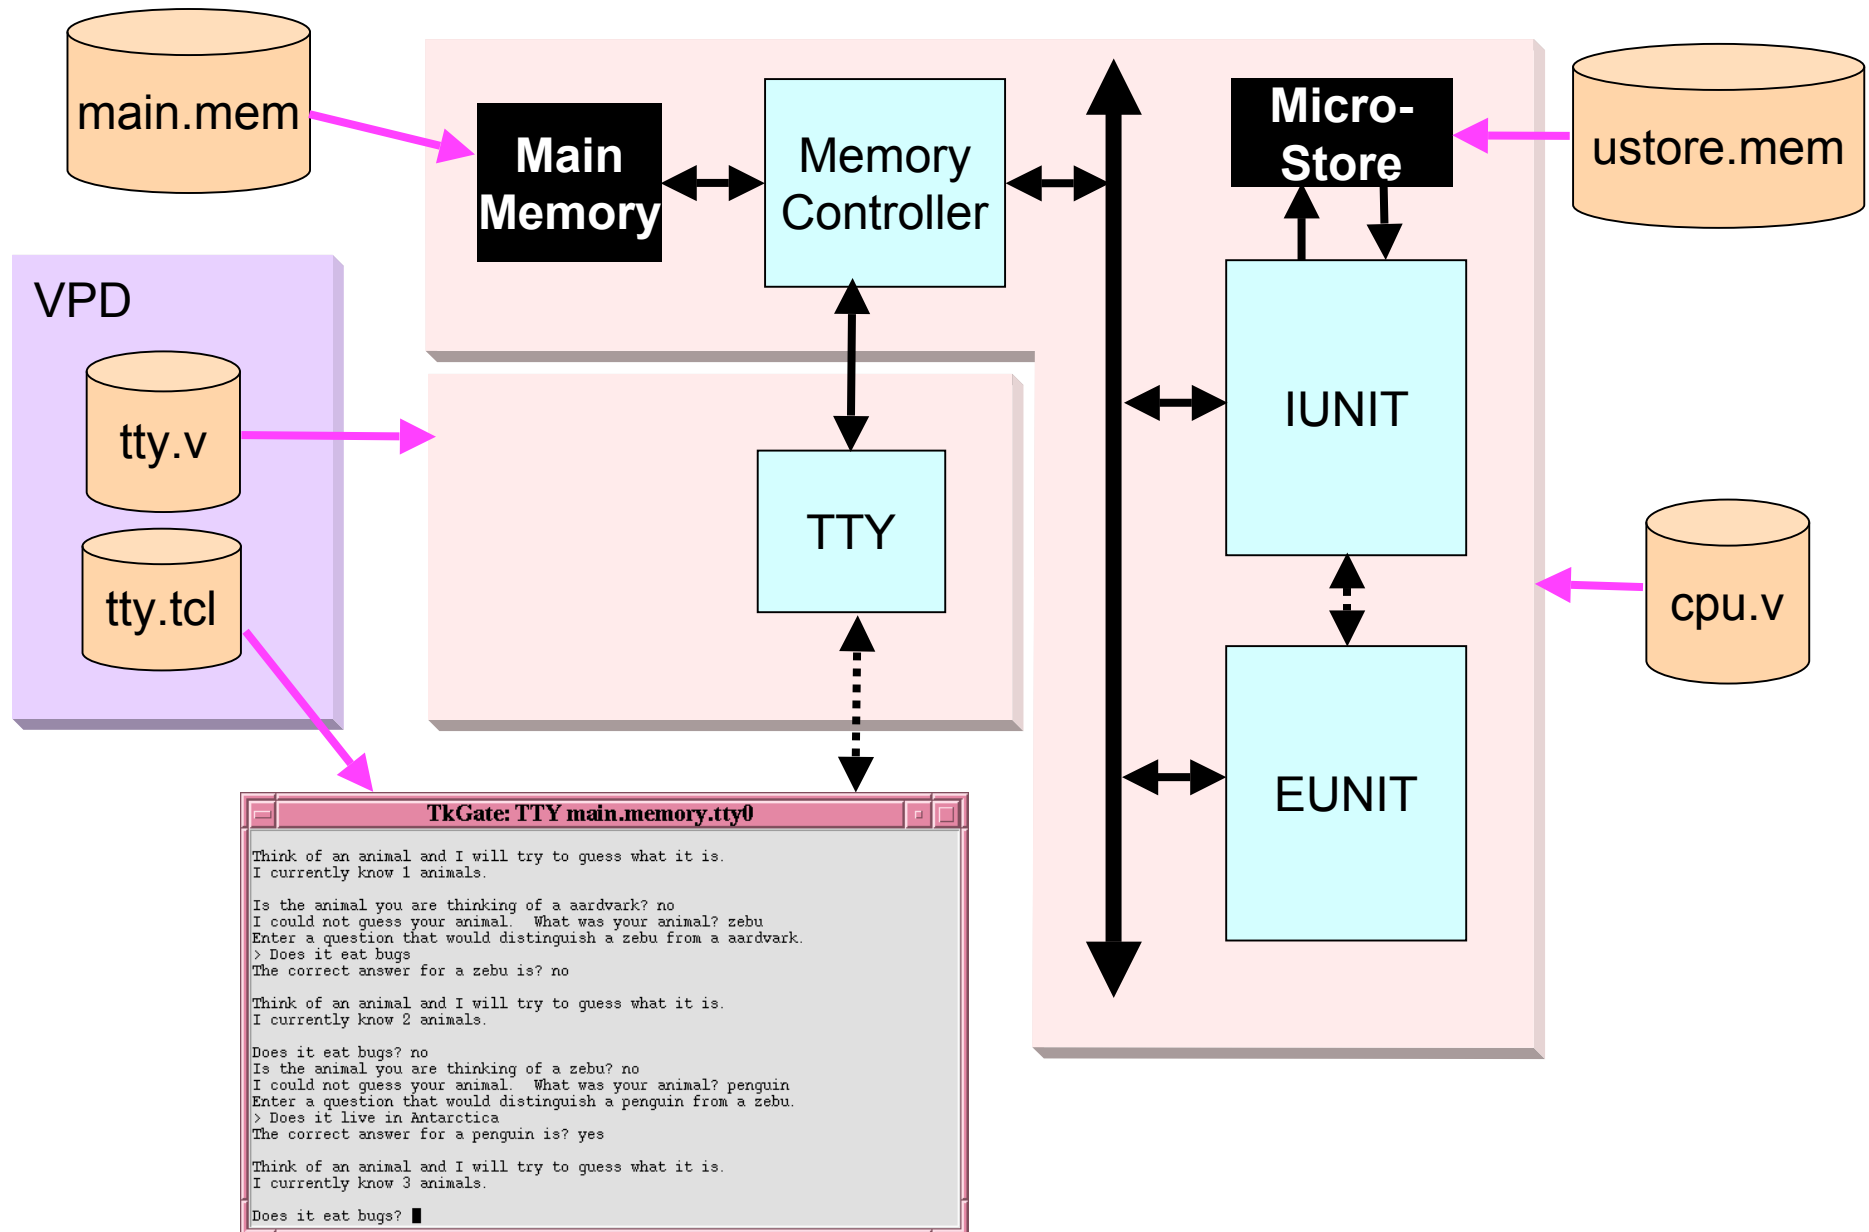 main.mem
Main
Memory
Memory
Controller
Micro-
Store
ustore.mem
VPD
tty.v
tty.tcl
TTY
IUNIT
EUNIT
cpu.v
TkGate: TTY main.memory.tty0
Think of an animal and I will try to guess what it is.
I currently know 1 animals.
Is the animal you are thinking of a aardvark? no
I could not guess your animal.  What was your animal? zebu
Enter a question that would distinguish a zebu from a aardvark.
> Does it eat bugs
The correct answer for a zebu is? no
Think of an animal and I will try to guess what it is.
I currently know 2 animals.
Does it eat bugs? no
Is the animal you are thinking of a zebu? no
I could not guess your animal.  What was your animal? penguin
Enter a question that would distinguish a penguin from a zebu.
> Does it live in Antarctica
The correct answer for a penguin is? yes
Think of an animal and I will try to guess what it is.
I currently know 3 animals.
Does it eat bugs?